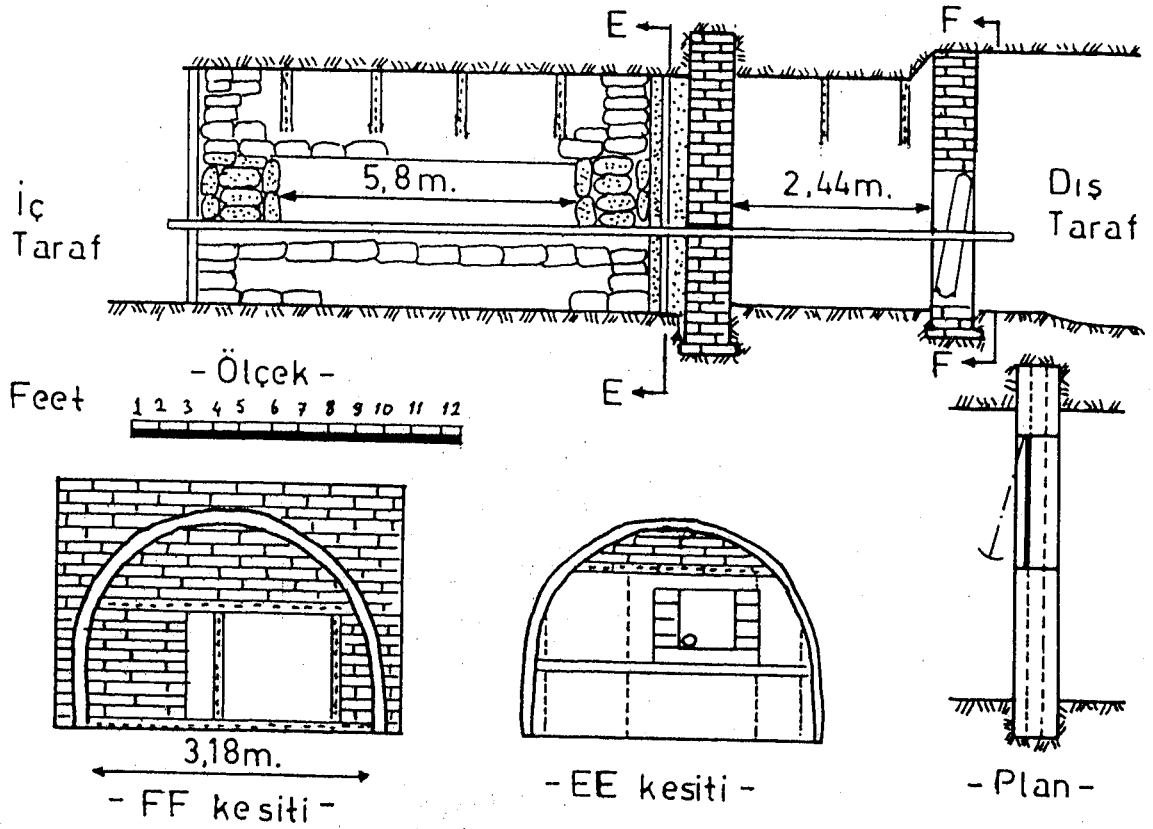 E
F
İç
Taraf
5,8 m.
2,44m.
Dış
Taraf
E
F
- Ölçek -
Feet
1 2 3 4 5 6 7 8 9 10 11 12
3,18m.
- FF kesiti -
- EE kesiti -
- Plan -